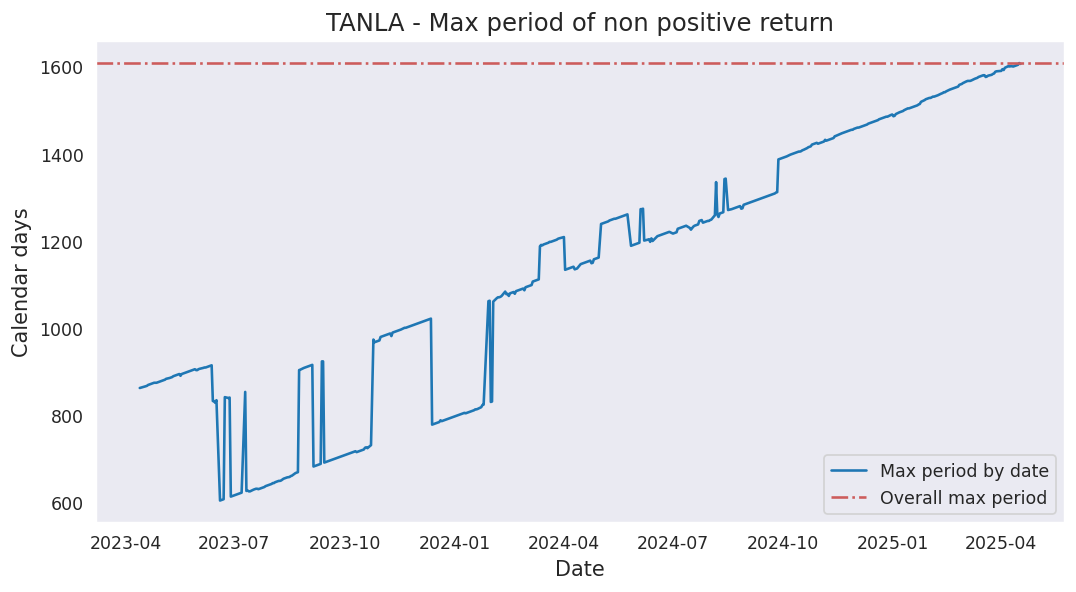 TANLA - Max period of non positive return
Calendar days
1600
1400
1200
1000
800
600
Max period by date
Overall max period
2023-04 2023-07 2023-10 2024-01 2024-04 2024-07 2024-10 2025-01 2025-04
Date